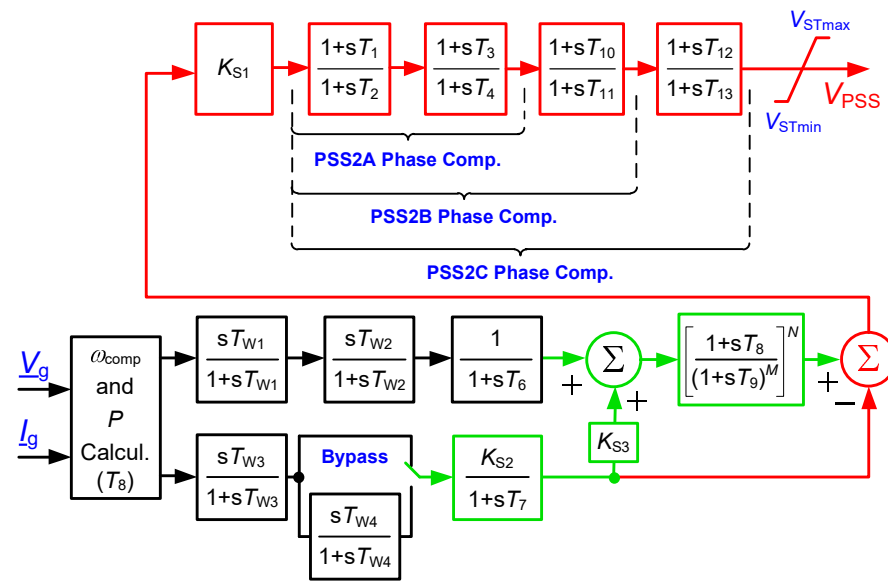 V_STmax
K_S1
1+sT_1
1+sT_2
1+sT_3
1+sT_4
1+sT_10
1+sT_11
1+sT_12
1+sT_13
V_PSS
V_STmin
PSS2A Phase Comp.
PSS2B Phase Comp.
PSS2C Phase Comp.
V_g
I_g
ω_comp
and
P
Calcul.
(T_8)
sT_W1
1+sT_W1
sT_W2
1+sT_W2
1
1+sT_6
+
Σ
+
[1+sT_8
(1+sT_9)^M]^N
+
Σ
−
sT_W3
1+sT_W3
Bypass
sT_W4
1+sT_W4
K_S2
1+sT_7
K_S3